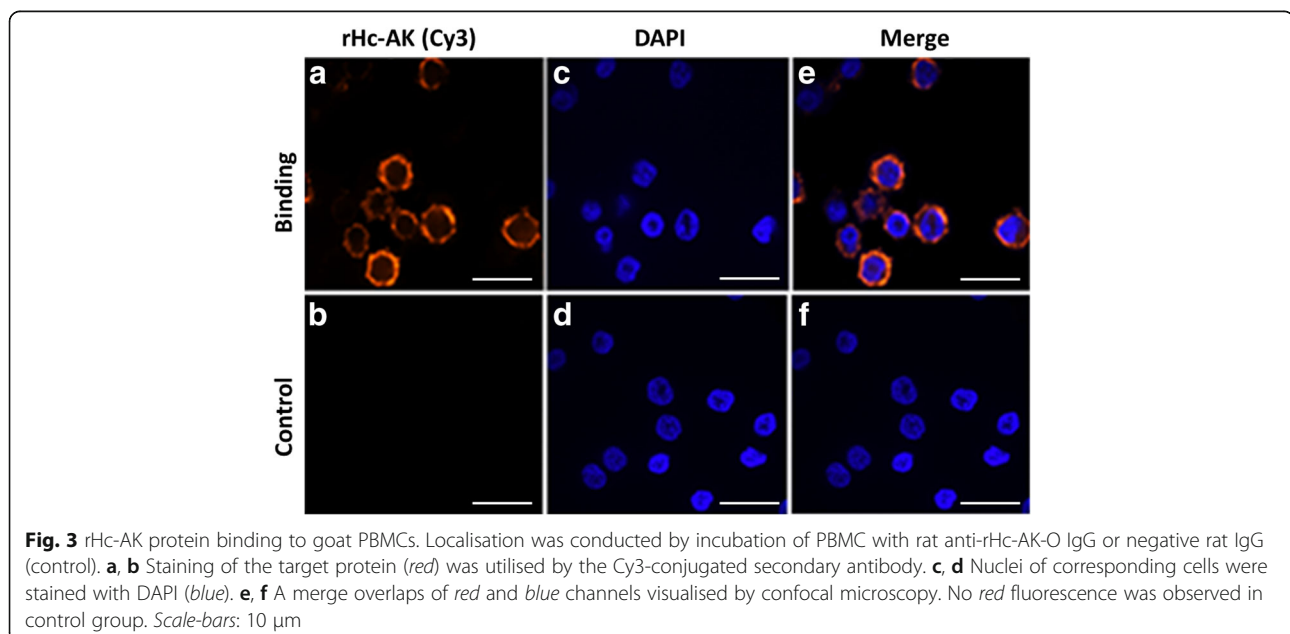 rHc-AK (Cy3) DAPI Merge
Binding
a c e
Control
b d f
Fig. 3 rHc-AK protein binding to goat PBMCs. Localisation was conducted by incubation of PBMC with rat anti-rHc-AK-O IgG or negative rat IgG
(control). a, b Staining of the target protein (red) was utilised by the Cy3-conjugated secondary antibody. c, d Nuclei of corresponding cells were
stained with DAPI (blue). e, f A merge overlaps of red and blue channels visualised by confocal microscopy. No red fluorescence was observed in
control group. Scale-bars: 10 μm